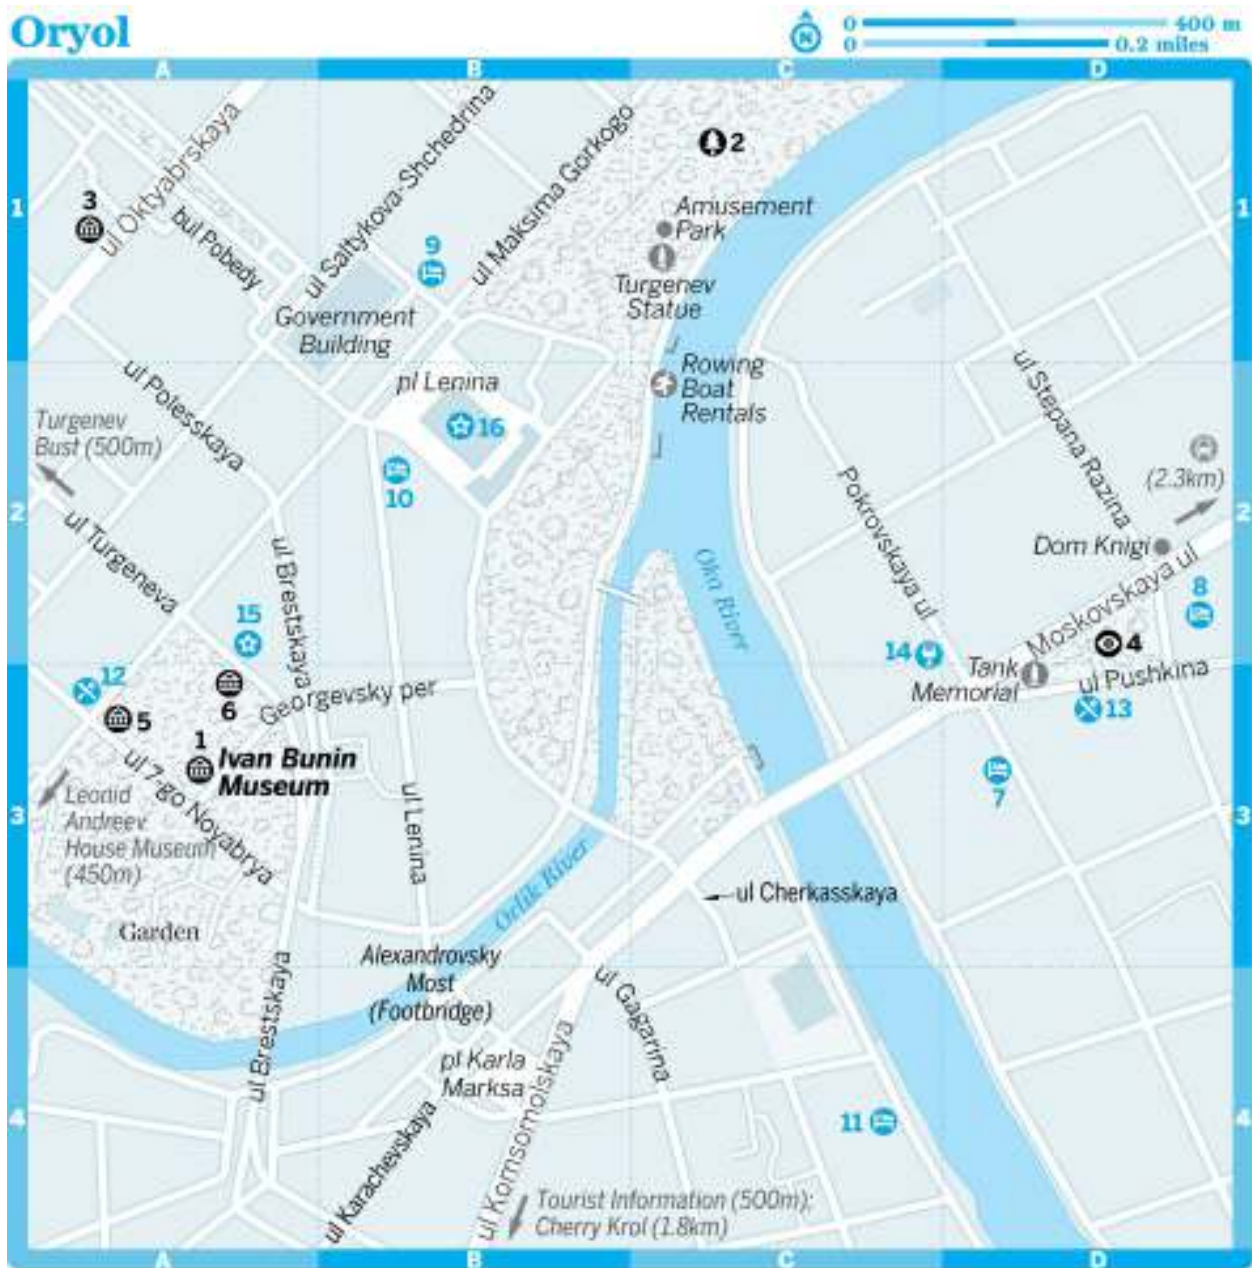 Oryol
N
0 400 m
0 0.2 miles
A B C D
1
1
2
Amusement
Park
Turgenev
Statue
3
ul Oktyabrskaya
bul Pobedy
ul Saltykova-Shchedrina
9
ul Maksima Gorkogo
Government
Building
pl Lenina
16
10
Rowing
Boat
Rentals
ul Polesskaya
Turgenev
Bust (500m)
ul Stepana Razina
(2.3km)
2
2
Pokrovskaya ul
Dom Knigi
Moskovskaya ul
8
4
ul Turgeneva
ul Brestskaya
15
Oka River
14
Tank
Memorial
ul Pushkina
13
12
5
6
Georgevsky per
1
Ivan Bunin
Museum
7
3
3
ul 7-go Noyabrya
Leonid
Andreev
House Museum
(450m)
ul Lenina
Orlik River
ul Cherkasskaya
Garden
Alexandrovsky
Most
(Footbridge)
ul Brestskaya
ul Gagarina
pl Karla
Marksa
4
4
11
ul Karachevskaya
ul Komsomolskaya
Tourist Information (500m);
Cherry Krol (1.8km)
A B C D